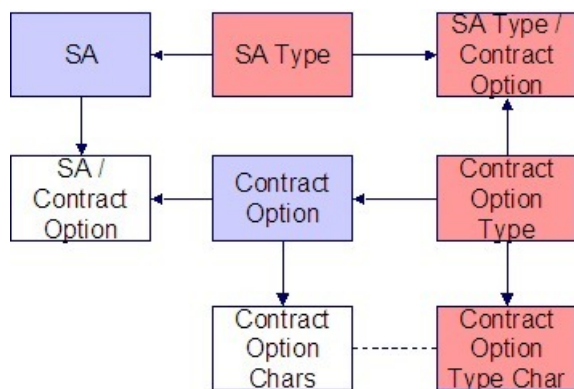 SA
SA Type
SA Type /
Contract
Option
SA /
Contract
Option
Contract
Option
Contract
Option
Type
Contract
Option
Chars
Contract
Option
Type Char